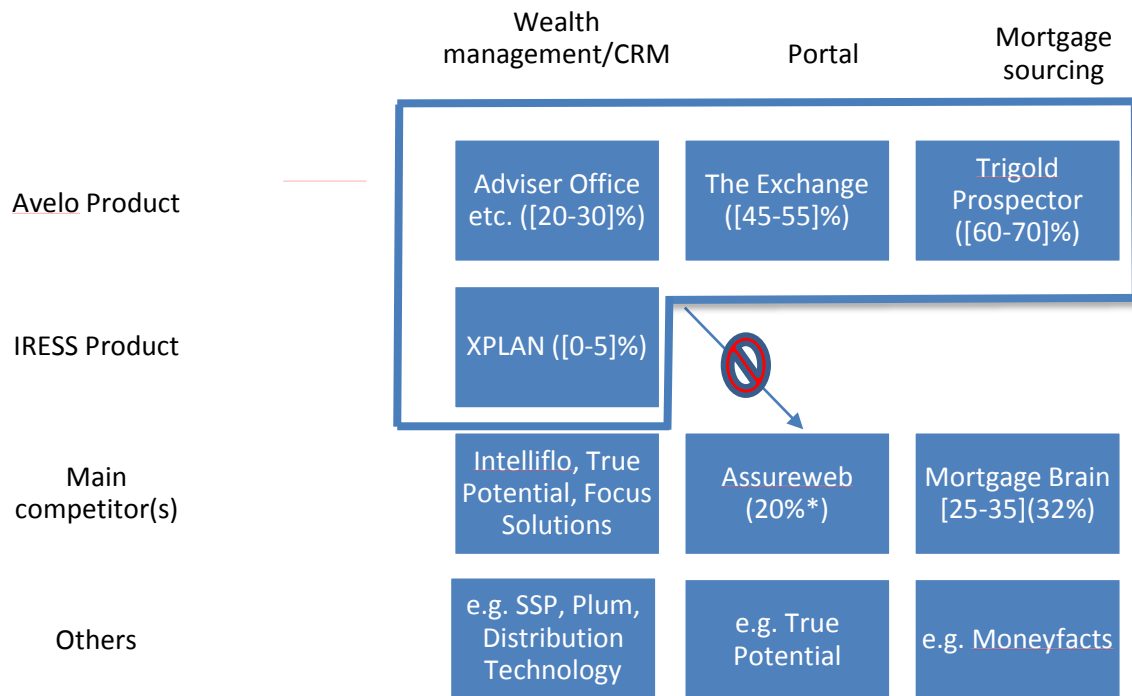 Wealth
management/CRM
Portal
Mortgage
sourcing
Avelo Product
Adviser Office
etc. ([20-30]%)
The Exchange
([45-55]%)
Trigold
Prospector
([60-70]%)
IRESS Product
XPLAN ([0-5]%)
Main
competitor(s)
Intelliflo, True
Potential, Focus
Solutions
Assureweb
(20%*)
Mortgage Brain
[25-35](32%)
Others
e.g. SSP, Plum,
Distribution
Technology
e.g. True
Potential
e.g. Moneyfacts